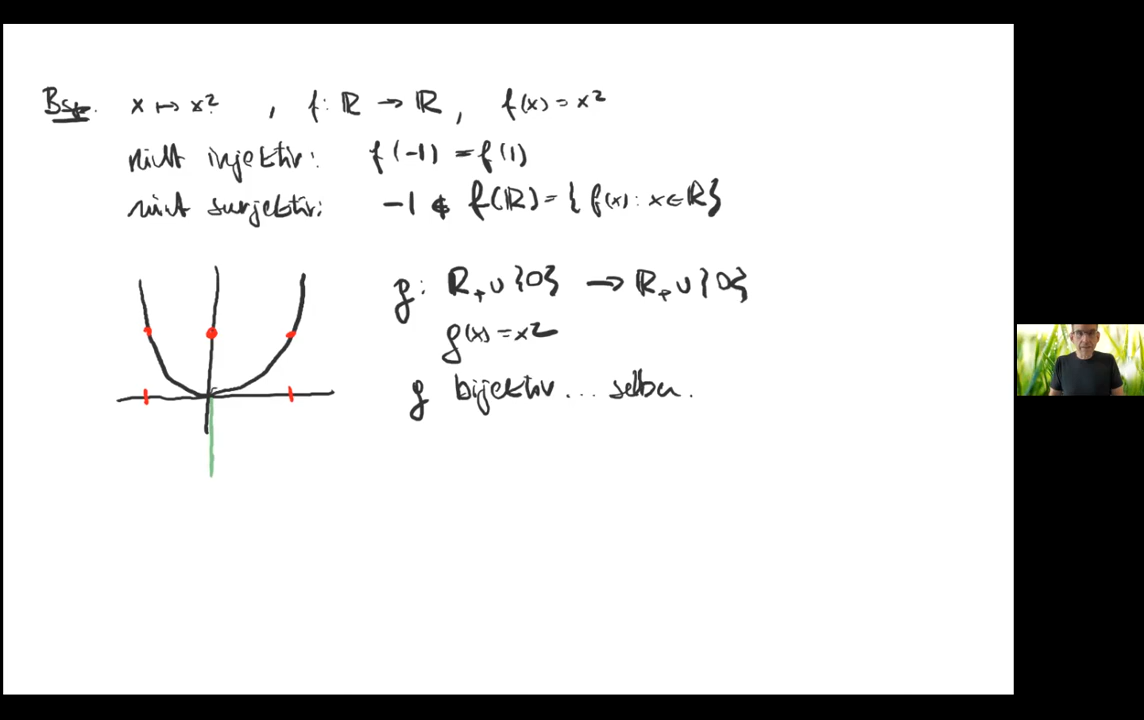 Bsp. x ↦ x² , f: ℝ → ℝ, f(x) = x²
nicht injektiv: f(-1) = f(1)
nicht surjektiv: -1 ∉ f(ℝ) = { f(x) : x ∈ ℝ}
g: ℝ₊ ∪ {0} → ℝ₊ ∪ {0}
g(x) = x²
g bijektiv ... selber.